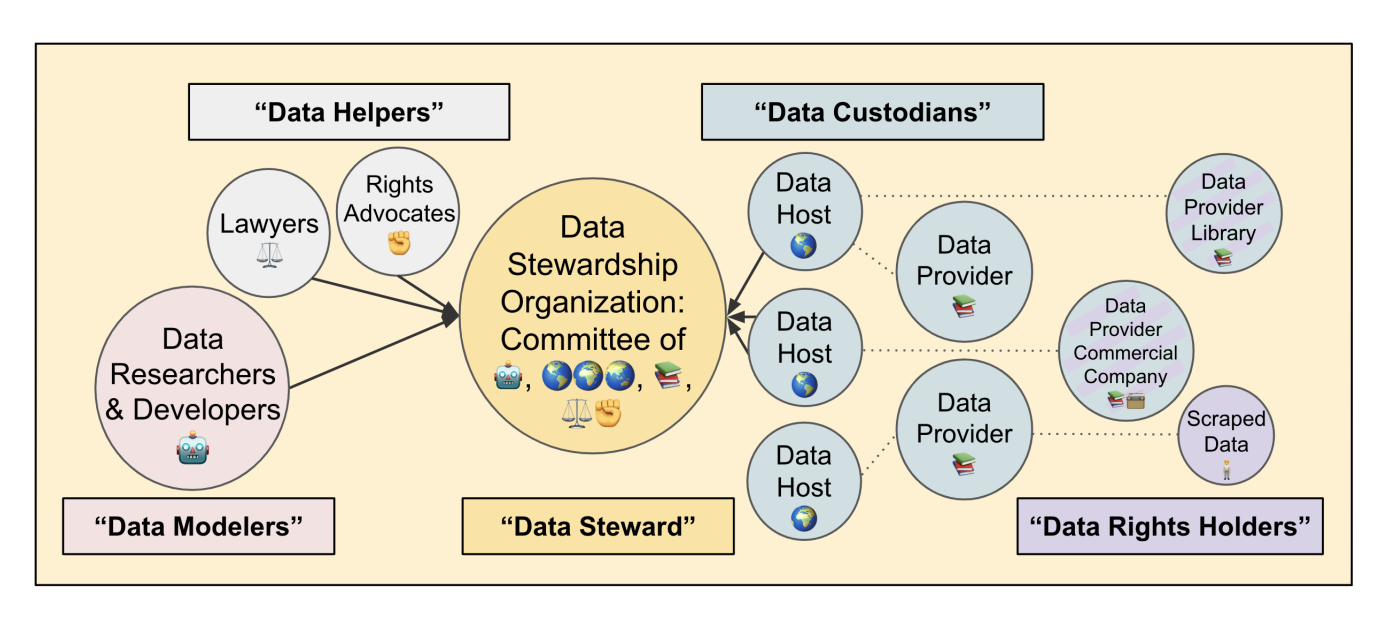 “Data Helpers”
“Data Custodians”
Lawyers
⚖️
Rights
Advocates
✊
Data
Researchers
& Developers
🤖
“Data Modelers”
Data
Stewardship
Organization:
Committee of
🤖, 🌎🌍🌏, 📚,
⚖️✊
“Data Steward”
Data
Host
🌎
Data
Host
🌎
Data
Host
🌍
Data
Provider
📚
Data
Provider
📚
Data
Provider
Library
📚
Data
Provider
Commercial
Company
📚📻
Scraped
Data
🧍
“Data Rights Holders”